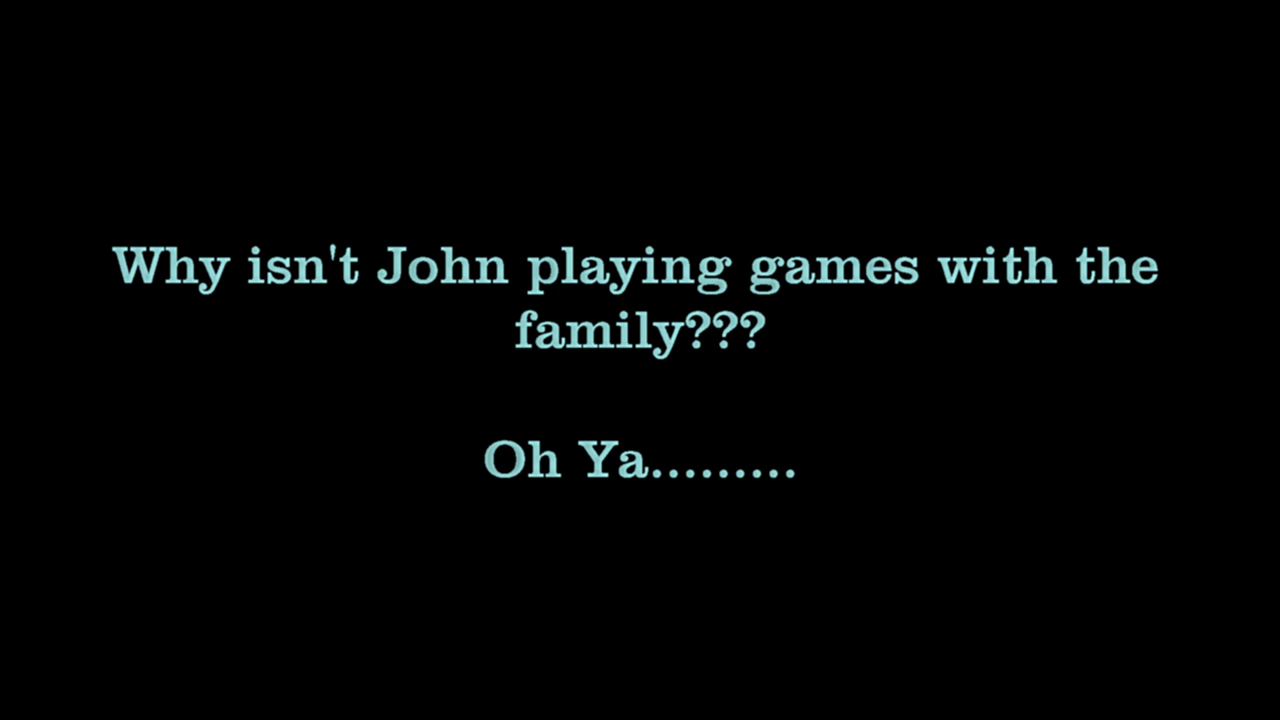 Why isn't John playing games with the
family???
Oh Ya.........